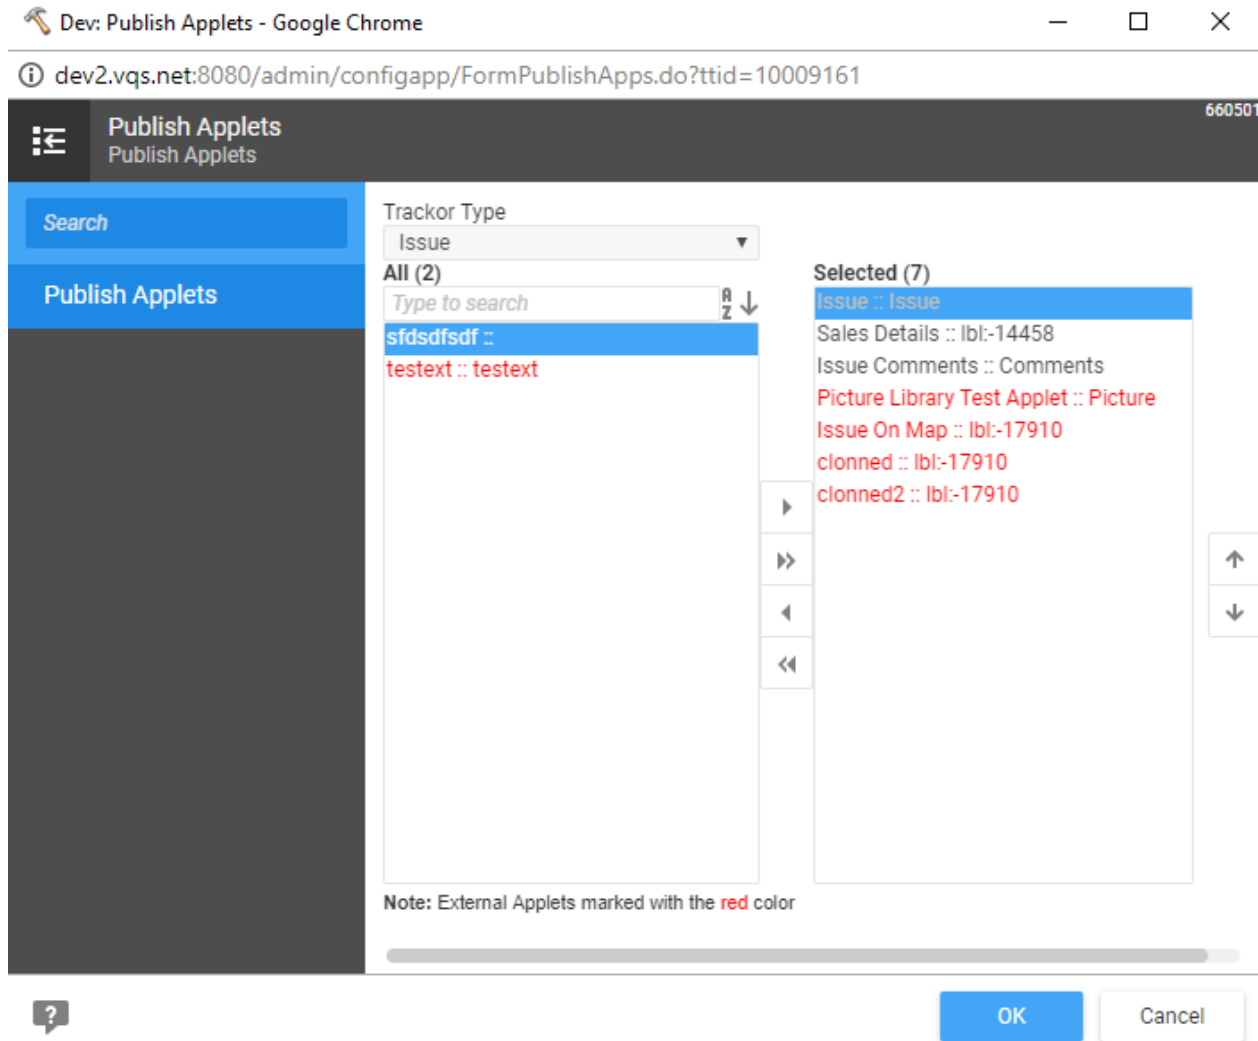 Dev: Publish Applets - Google Chrome
dev2.vqs.net:8080/admin/configapp/FormPublishApps.do?ttid=10009161
660501
Publish Applets
Publish Applets
Search
Publish Applets
Trackor Type
Issue
All (2)
Type to search
A
Z
sfdsdfsdf ::
testext :: testext
Selected (7)
Issue :: Issue
Sales Details :: lbl:-14458
Issue Comments :: Comments
Picture Library Test Applet :: Picture
Issue On Map :: lbl:-17910
clonned :: lbl:-17910
clonned2 :: lbl:-17910
Note: External Applets marked with the red color
?
OK
Cancel